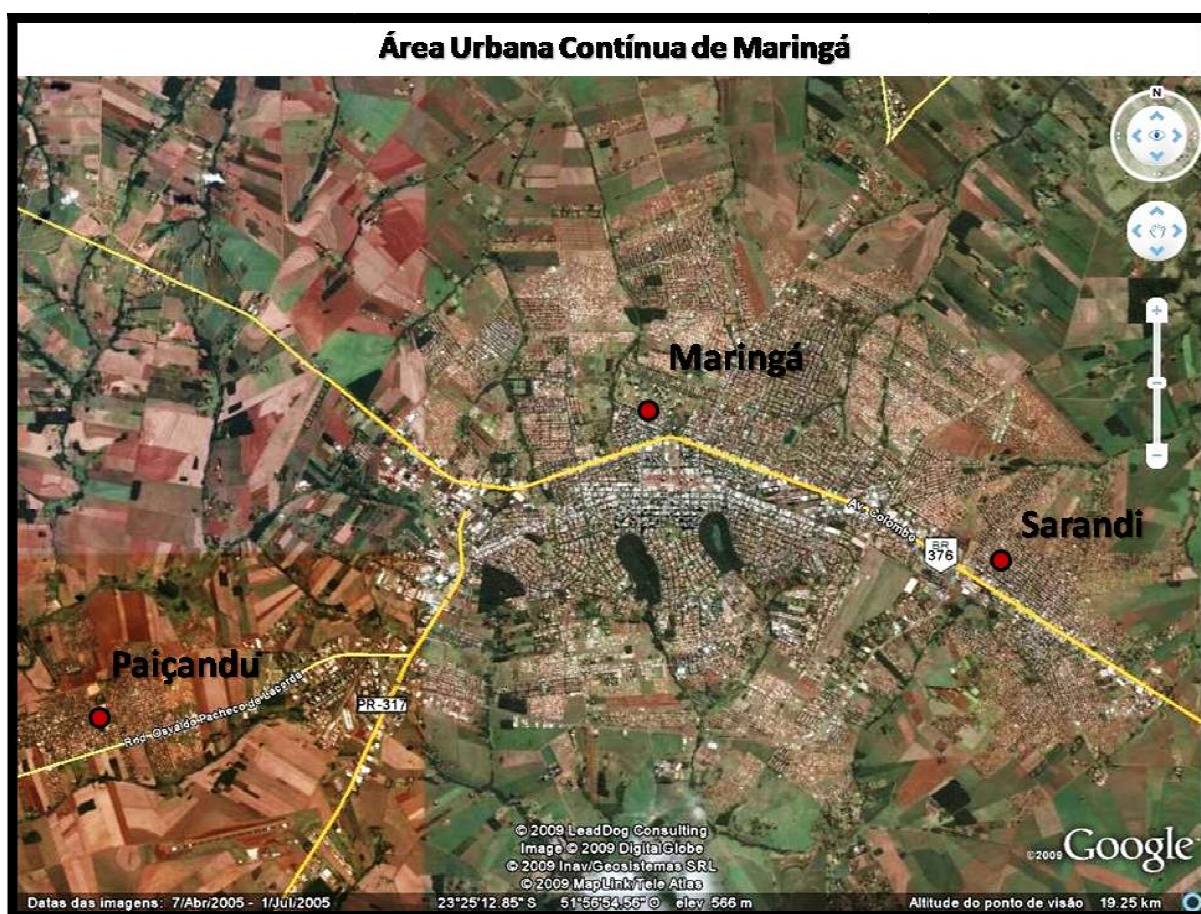 Área Urbana Contínua de Maringá
N
Maringá
Av. Colombo
BR
376
Sarandi
Paiçandu
Rod. Osvaldo Pacheco de Lacerda
PR-317
© 2009 LeadDog Consulting
Image © 2009 DigitalGlobe
© 2009 Inav/Geosistemas SRL
© 2009 MapLink/Tele Atlas
©2009 Google
Datas das imagens: 7/Abr/2005 - 1/Jul/2005
23°25'12.85" S 51°56'54.56" O elev 566 m
Altitude do ponto de visão 19.25 km